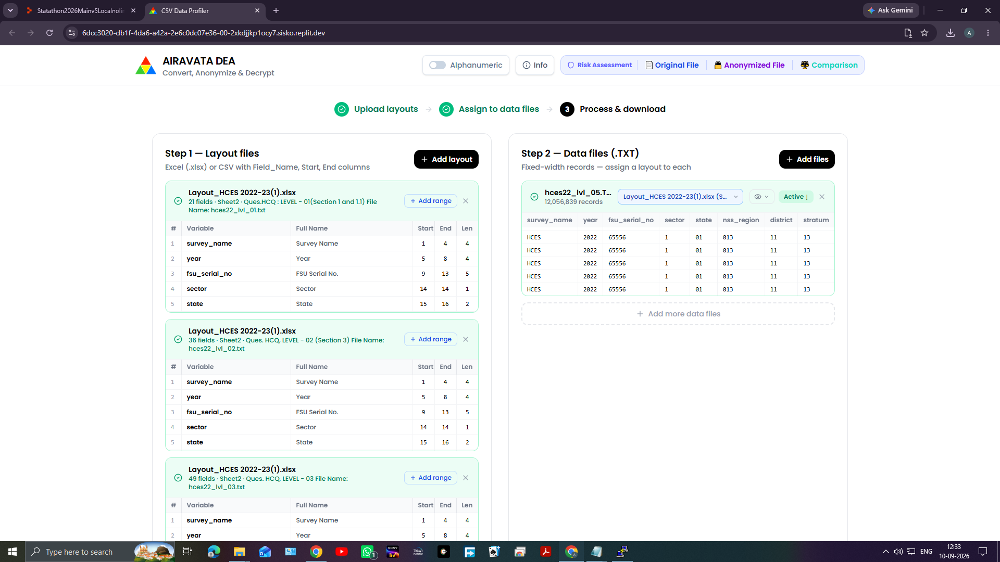 Statathon2026Mainv5Localnolin
CSV Data Profiler
Ask Gemini
6dcc3020-db1f-4da6-a42a-2e6c0dc07e36-00-2xkdjjkp1ocy7.sisko.replit.dev
A
AIRAVATA DEA
Convert, Anonymize & Decrypt
Alphanumeric
Info
Risk Assessment
Original File
Anonymized File
Comparison
Upload layouts
Assign to data files
3 Process & download
Step 1 — Layout files
Excel (.xlsx) or CSV with Field_Name, Start, End columns
+ Add layout
Layout_HCES 2022-23(1).xlsx
21 fields · Sheet2 · Ques.HCQ : LEVEL - 01(Section 1 and 1.1) File
Name: hces22_lvl_01.txt
+ Add range
# Variable Full Name Start End Len
1 survey_name Survey Name 1 4 4
2 year Year 5 8 4
3 fsu_serial_no FSU Serial No. 9 13 5
4 sector Sector 14 14 1
5 state State 15 16 2
Layout_HCES 2022-23(1).xlsx
36 fields · Sheet2 · Ques. HCQ, LEVEL - 02 (Section 3) File Name:
hces22_lvl_02.txt
+ Add range
# Variable Full Name Start End Len
1 survey_name Survey Name 1 4 4
2 year Year 5 8 4
3 fsu_serial_no FSU Serial No. 9 13 5
4 sector Sector 14 14 1
5 state State 15 16 2
Layout_HCES 2022-23(1).xlsx
49 fields · Sheet2 · Ques. HCQ, LEVEL - 03 File Name:
hces22_lvl_03.txt
+ Add range
# Variable Full Name Start End Len
1 survey_name Survey Name 1 4 4
2 year Year 5 8 4
Step 2 — Data files (.TXT)
Fixed-width records — assign a layout to each
+ Add files
hces22_lvl_05.T...
12,056,839 records
Layout_HCES 2022-23(1).xlsx (S...
Active ↓
survey_name year fsu_serial_no sector state nss_region district stratum
HCES 2022 65556 1 01 013 11 13
HCES 2022 65556 1 01 013 11 13
HCES 2022 65556 1 01 013 11 13
HCES 2022 65556 1 01 013 11 13
HCES 2022 65556 1 01 013 11 13
+ Add more data files
Type here to search
1
SONY
liv
Disney+
hotstar
ENG
12:33
10-09-2026